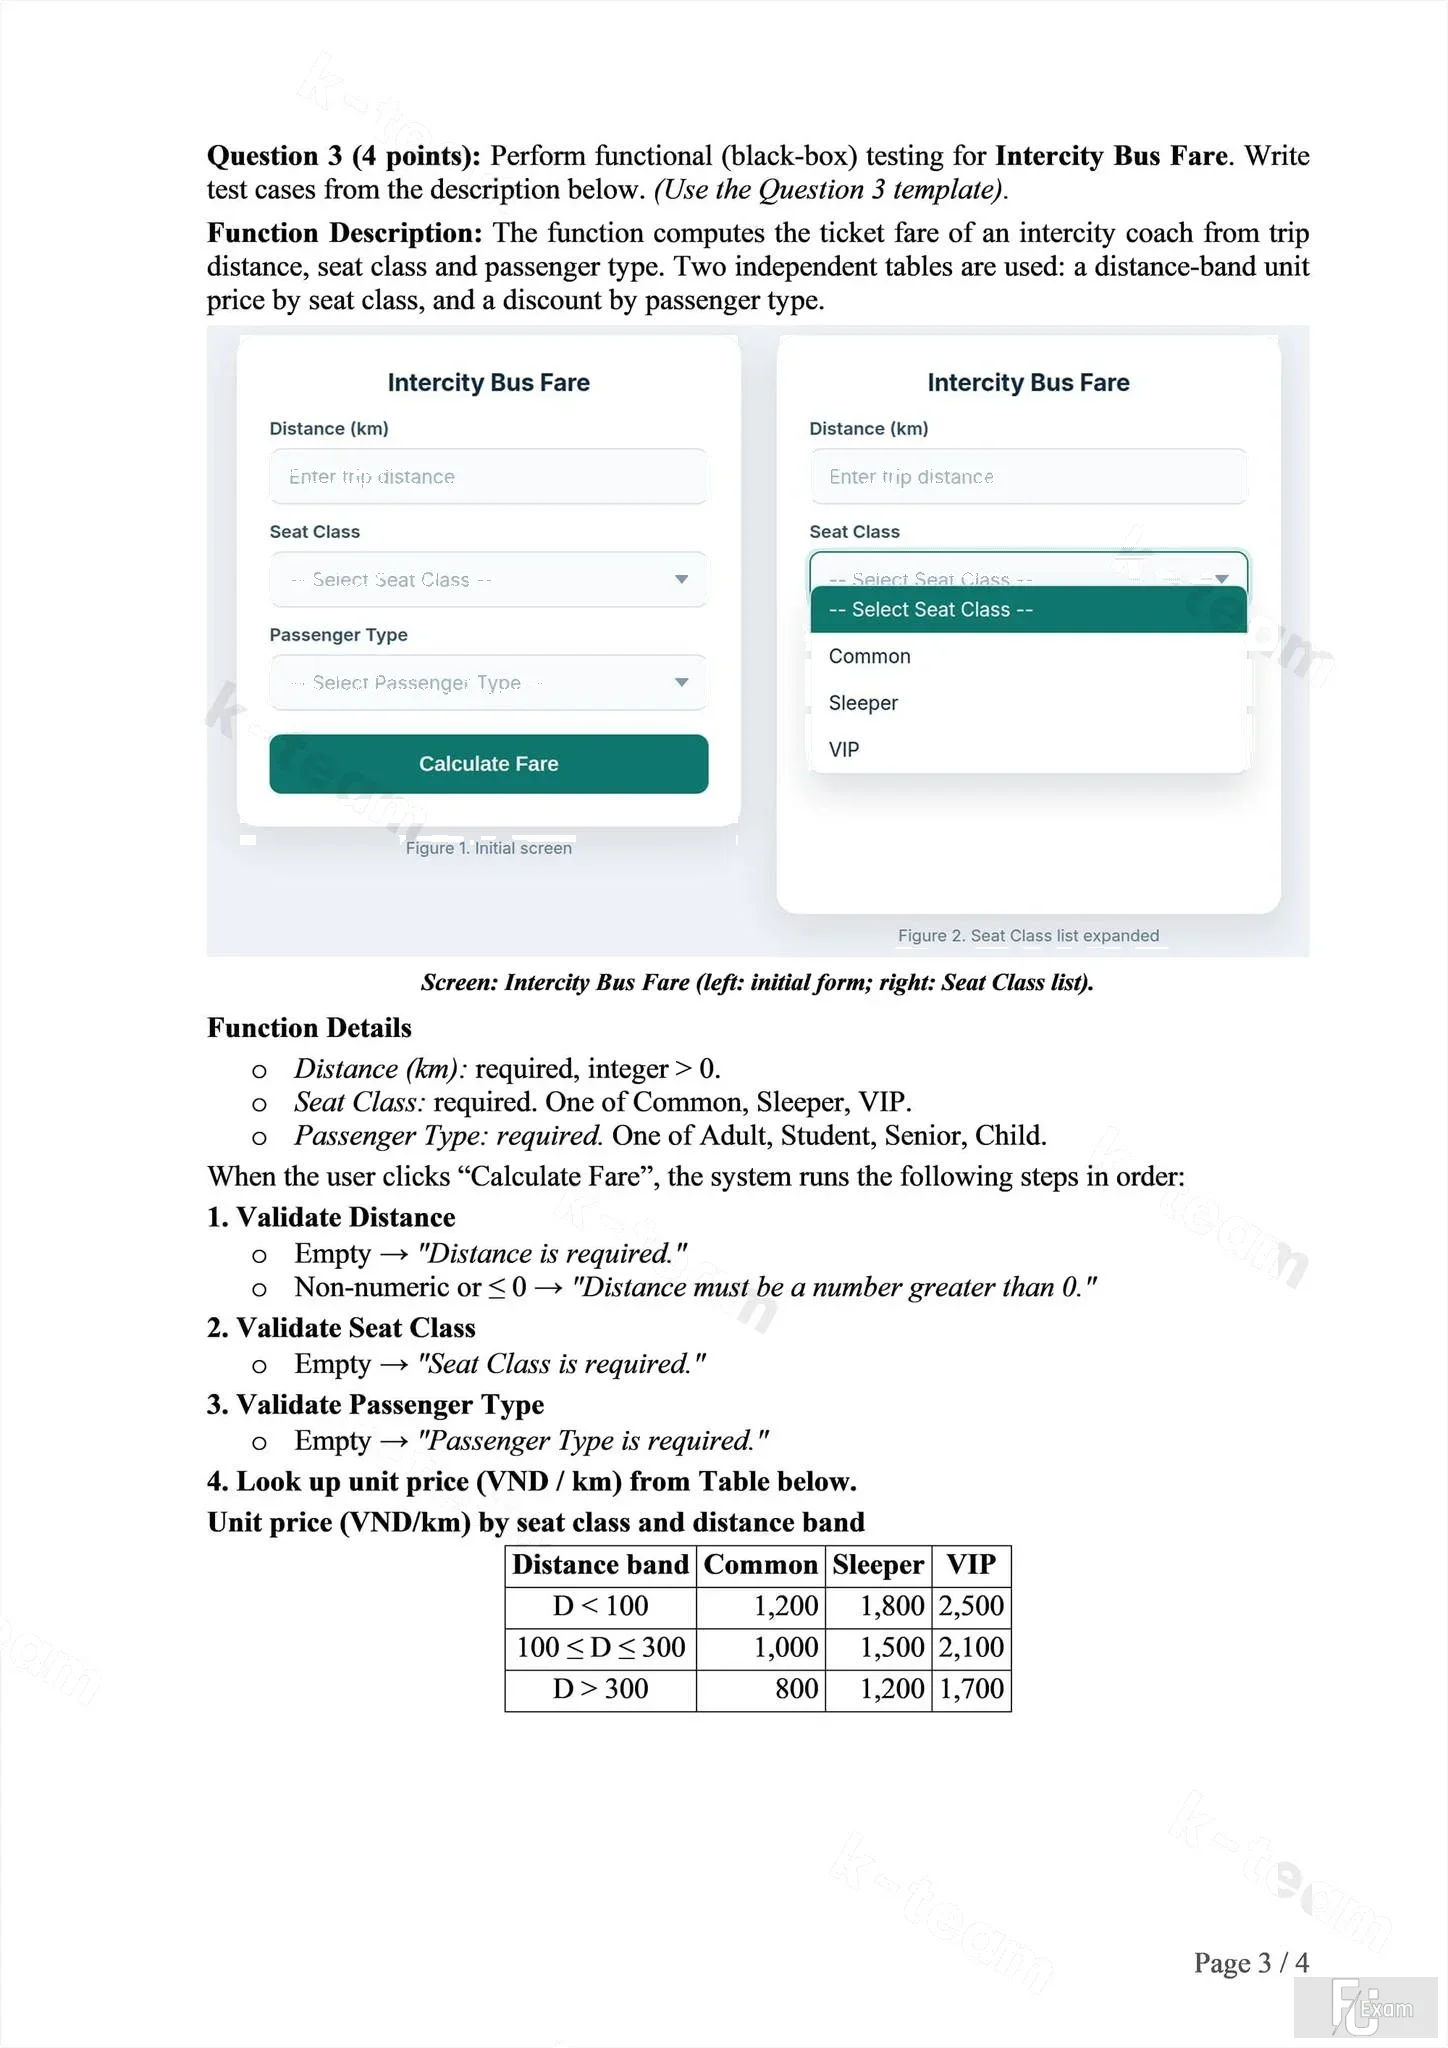 Question 3 (4 points): Perform functional (black-box) testing for Intercity Bus Fare. Write
test cases from the description below. (Use the Question 3 template).
Function Description: The function computes the ticket fare of an intercity coach from trip
distance, seat class and passenger type. Two independent tables are used: a distance-band unit
price by seat class, and a discount by passenger type.
Intercity Bus Fare
Distance (km)
Enter trip distance
Seat Class
-- Select Seat Class --
Passenger Type
-- Select Passenger Type --
Calculate Fare
Figure 1. Initial screen
Intercity Bus Fare
Distance (km)
Enter trip distance
Seat Class
-- Select Seat Class --
-- Select Seat Class --
Common
Sleeper
VIP
Figure 2. Seat Class list expanded
Screen: Intercity Bus Fare (left: initial form; right: Seat Class list).
Function Details
o Distance (km): required, integer > 0.
o Seat Class: required. One of Common, Sleeper, VIP.
o Passenger Type: required. One of Adult, Student, Senior, Child.
When the user clicks “Calculate Fare”, the system runs the following steps in order:
1. Validate Distance
o Empty → "Distance is required."
o Non-numeric or ≤ 0 → "Distance must be a number greater than 0."
2. Validate Seat Class
o Empty → "Seat Class is required."
3. Validate Passenger Type
o Empty → "Passenger Type is required."
4. Look up unit price (VND / km) from Table below.
Unit price (VND/km) by seat class and distance band
Distance band Common Sleeper VIP
D < 100 1,200 1,800 2,500
100 ≤ D ≤ 300 1,000 1,500 2,100
D > 300 800 1,200 1,700
Page 3 / 4
k-team
k-team
k-team
k-team
k-team
k-team
k-team
FU Exam